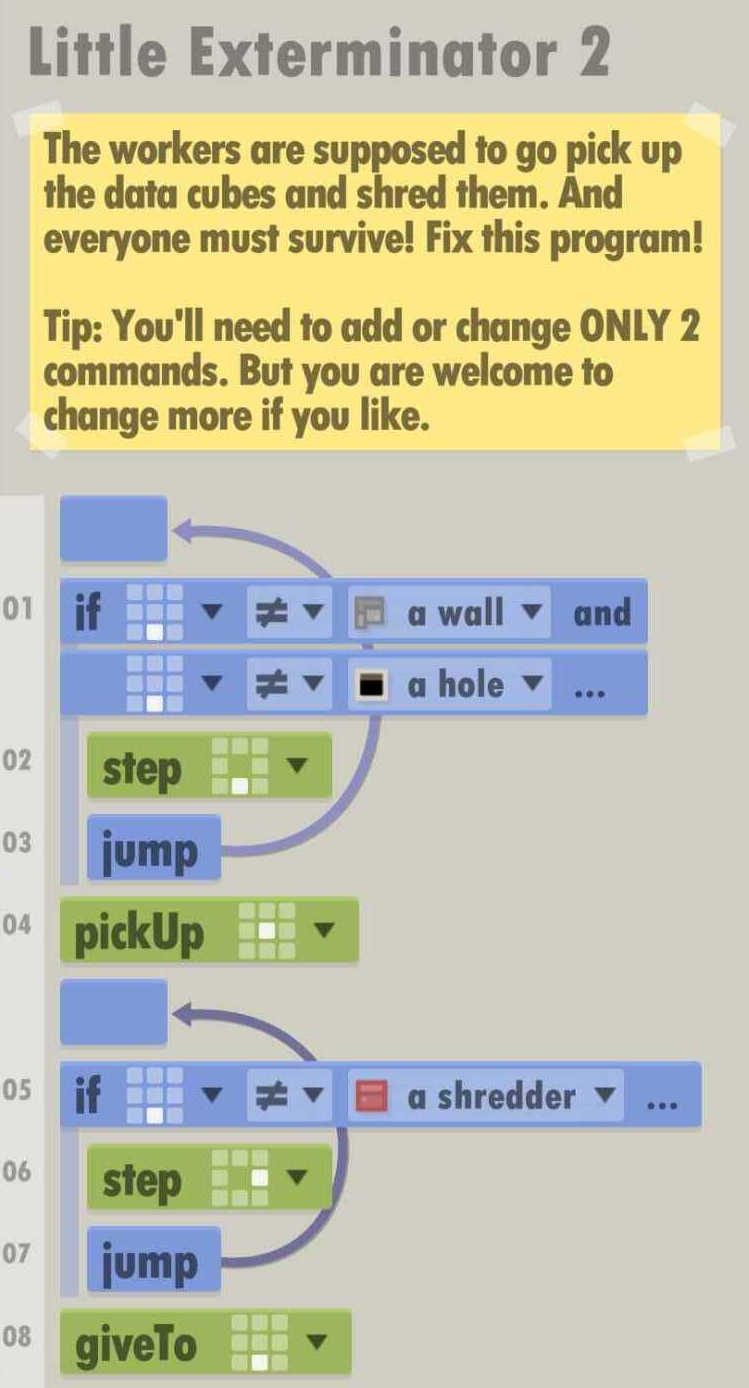 Little Exterminator 2
The workers are supposed to go pick up
the data cubes and shred them. And
everyone must survive! Fix this program!
Tip: You'll need to add or change ONLY 2
commands. But you are welcome to
change more if you like.
01 if ≠ a wall and
≠ a hole ...
02 step
03 jump
04 pickUp
05 if ≠ a shredder ...
06 step
07 jump
08 giveTo